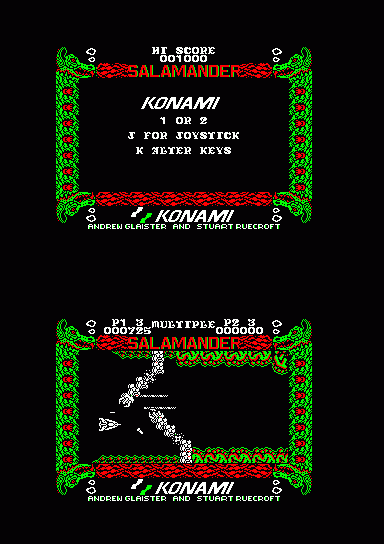 HI SCORE
001000
SALAMANDER
KONAMI
1 OR 2
J FOR JOYSTICK
K ALTER KEYS
KONAMI
ANDREW GLAISTER AND STUART RUECROFT
P1 3 MULTIPLE P2 3
000725 000000
SALAMANDER
KONAMI
ANDREW GLAISTER AND STUART RUECROFT